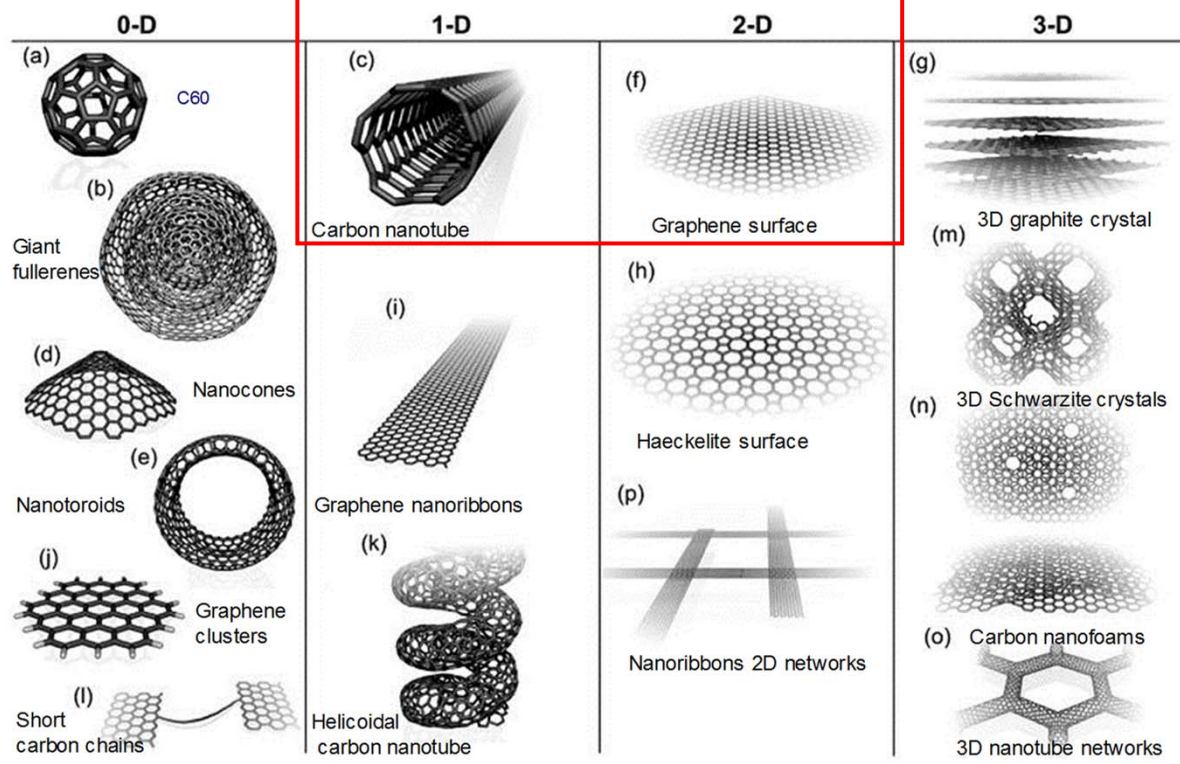 0-D
1-D
2-D
3-D
(a)
C60
(b)
Giant
fullerenes
(d)
Nanocones
(e)
Nanotoroids
(j)
Graphene
clusters
(l)
Short
carbon chains
(c)
Carbon nanotube
(i)
Graphene nanoribbons
(k)
Helicoidal
carbon nanotube
(f)
Graphene surface
(h)
Haeckelite surface
(p)
Nanoribbons 2D networks
(g)
3D graphite crystal
(m)
3D Schwarzite crystals
(n)
Carbon nanofoams
(o)
3D nanotube networks